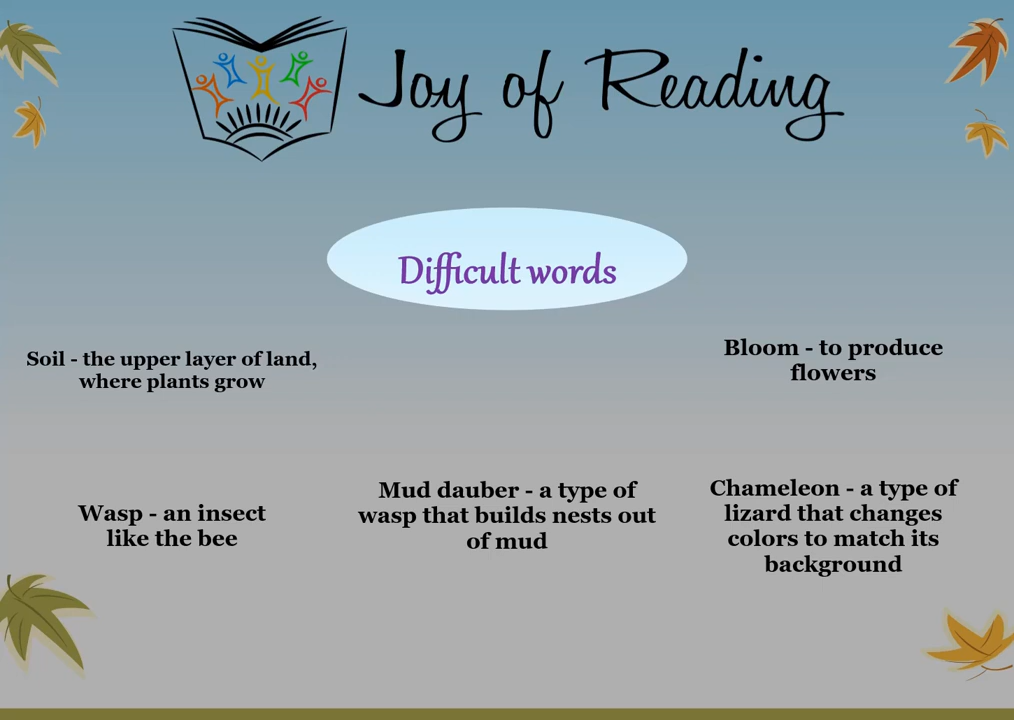 Joy of Reading
Difficult words
Soil - the upper layer of land,
where plants grow
Bloom - to produce
flowers
Wasp - an insect
like the bee
Mud dauber - a type of
wasp that builds nests out
of mud
Chameleon - a type of
lizard that changes
colors to match its
background